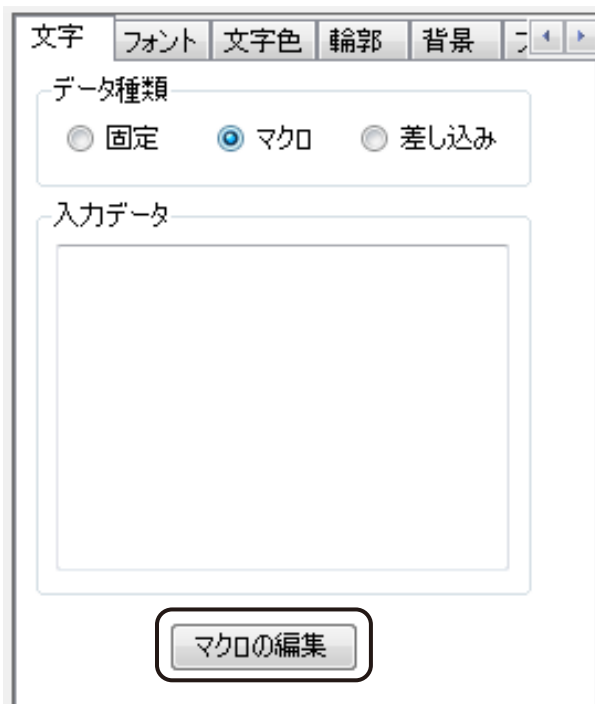 文字 フォント 文字色 輪郭 背景
データ種類
固定 マクロ 差し込み
入力データ
マクロの編集